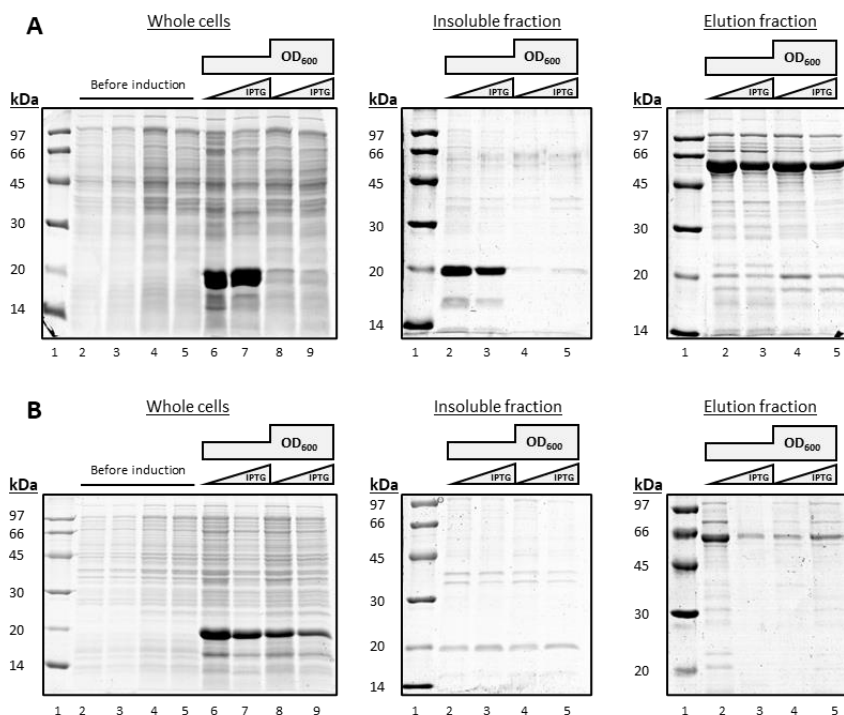 A
Whole cells
Insoluble fraction
Elution fraction
OD600
OD600
OD600
Before induction
IPTG IPTG
IPTG IPTG
IPTG IPTG
kDa
kDa
kDa
97
66
45
30
20
14
97
66
45
30
20
14
97
66
45
30
20
14
1 2 3 4 5 6 7 8 9
1 2 3 4 5
1 2 3 4 5
B
Whole cells
Insoluble fraction
Elution fraction
OD600
OD600
OD600
Before induction
IPTG IPTG
IPTG IPTG
IPTG IPTG
kDa
kDa
kDa
97
66
45
30
20
14
97
66
45
30
20
14
97
66
45
30
20
1 2 3 4 5 6 7 8 9
1 2 3 4 5
1 2 3 4 5